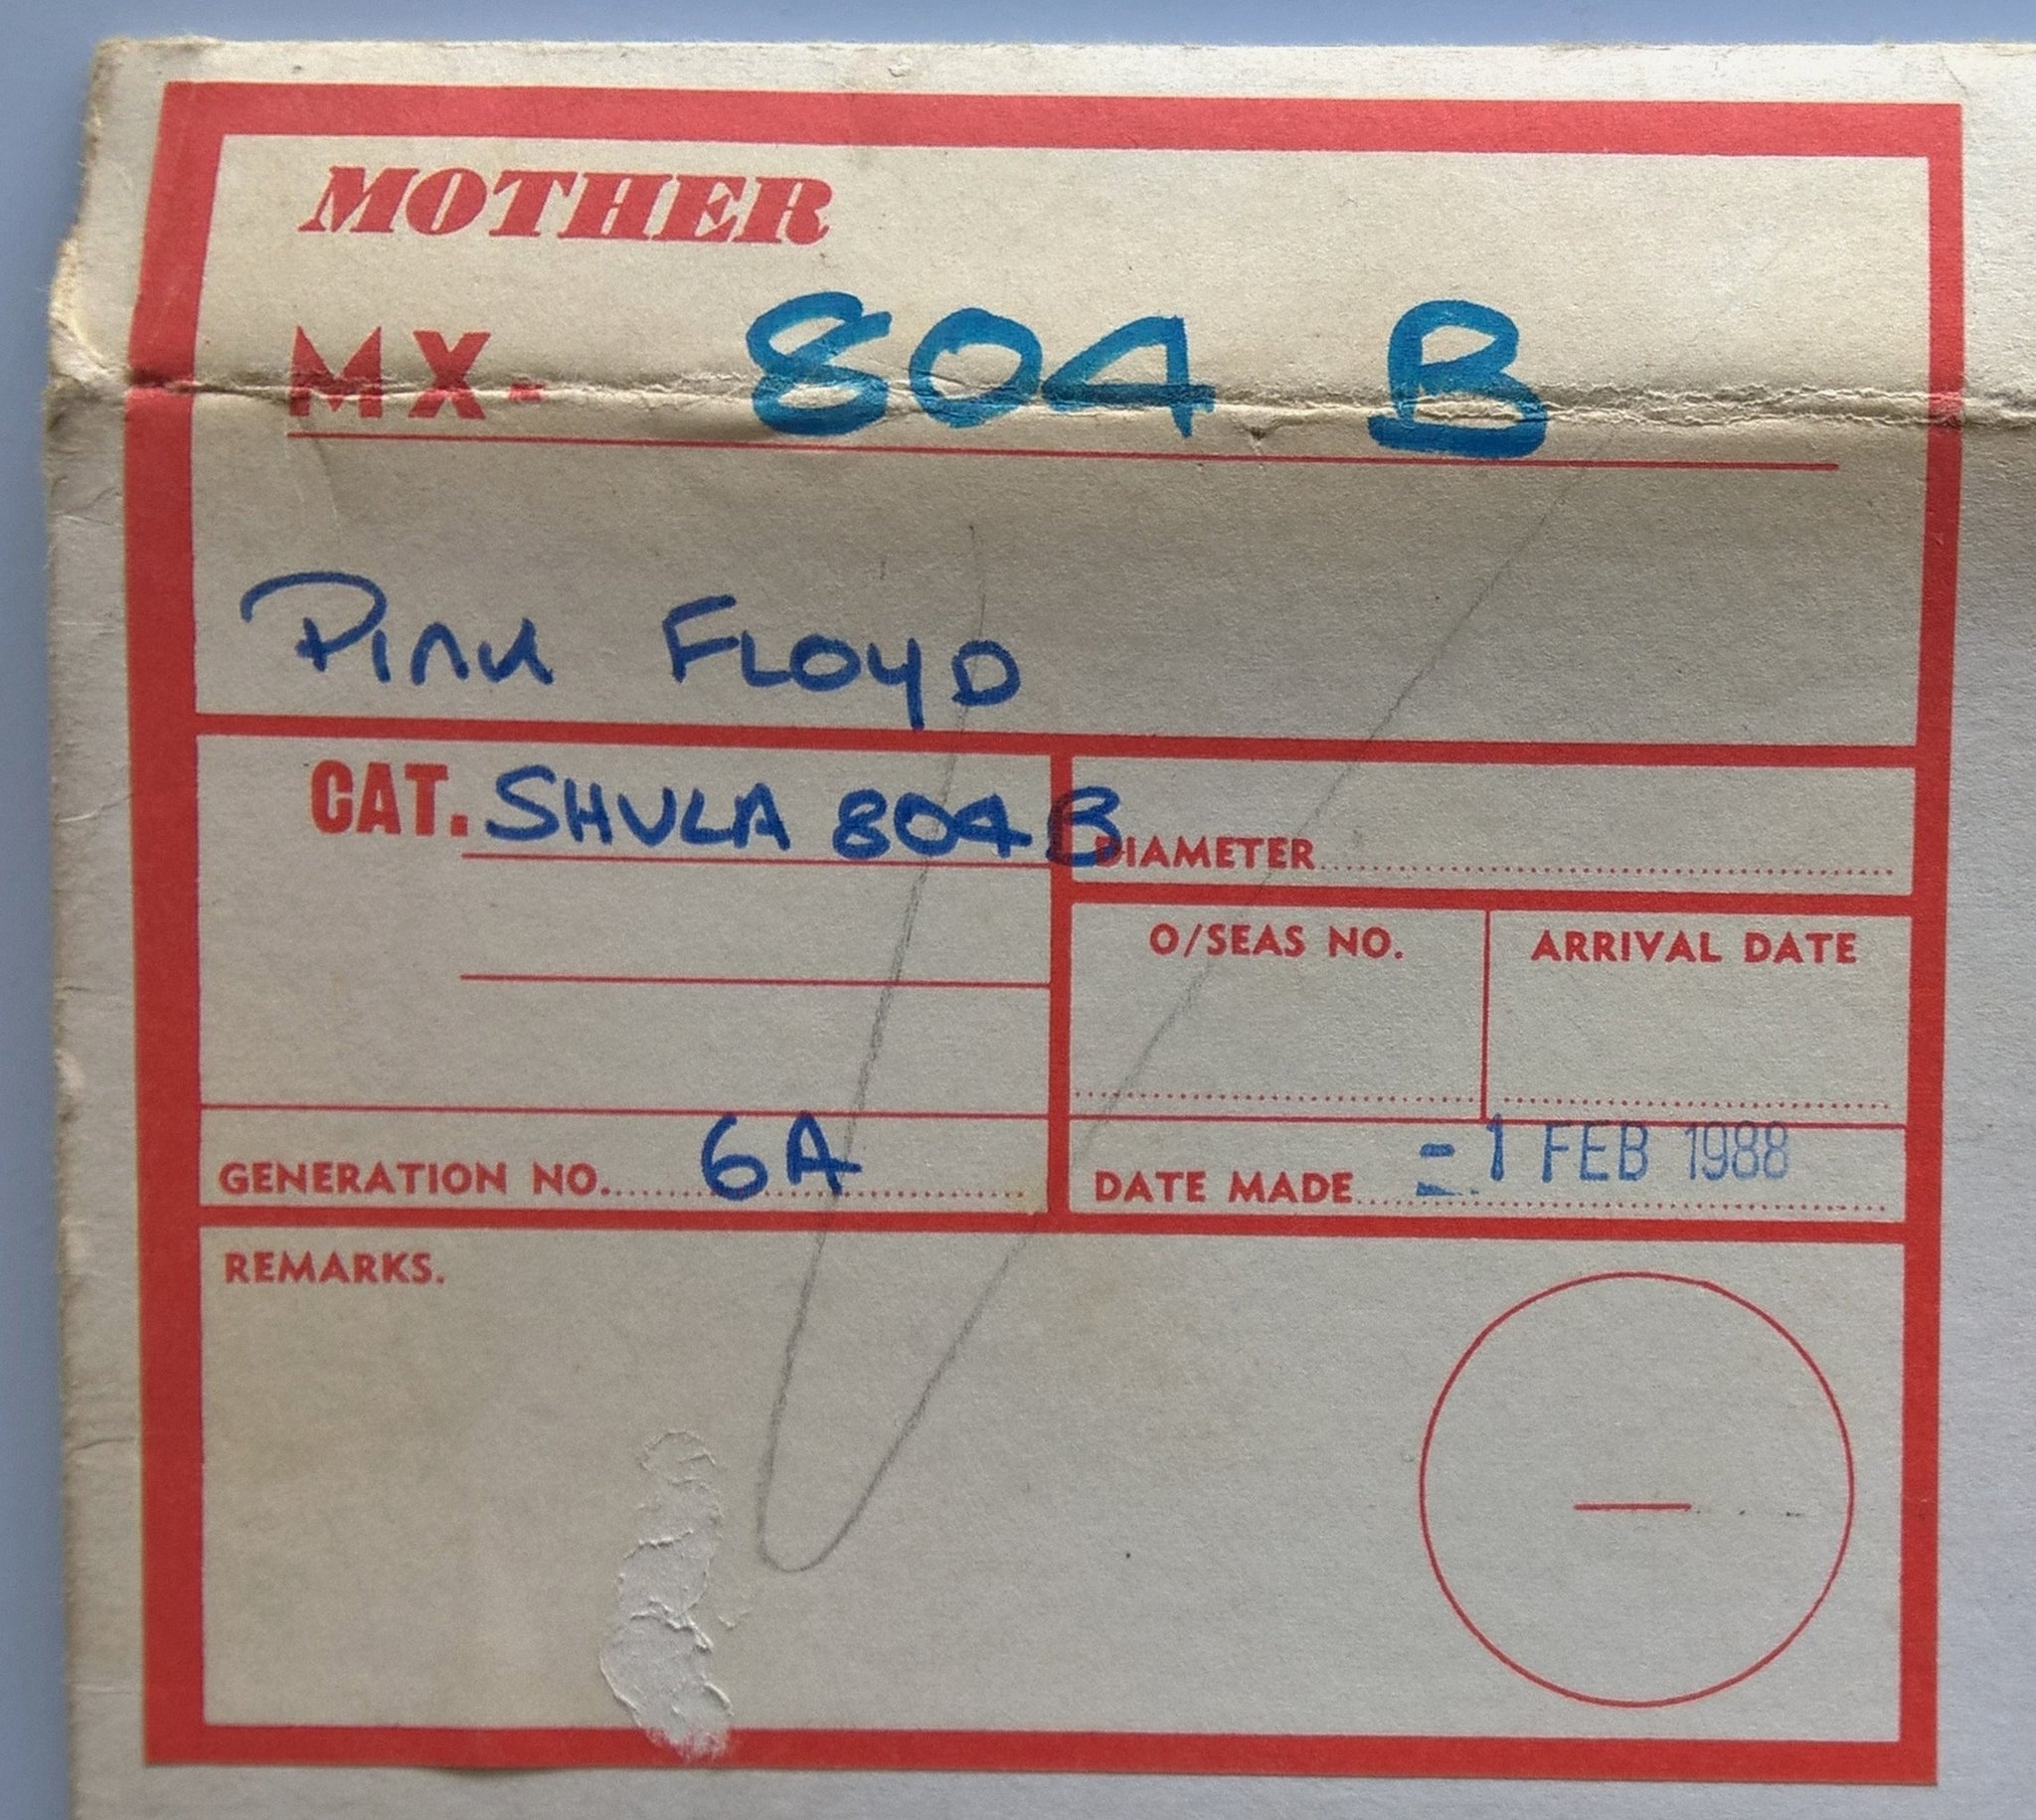 MOTHER
MX- 804 B
PINK FLOYD
CAT. SHVLA 804 B
DIAMETER
O/SEAS NO. ARRIVAL DATE
GENERATION NO. 6A
DATE MADE -1 FEB 1988
REMARKS.